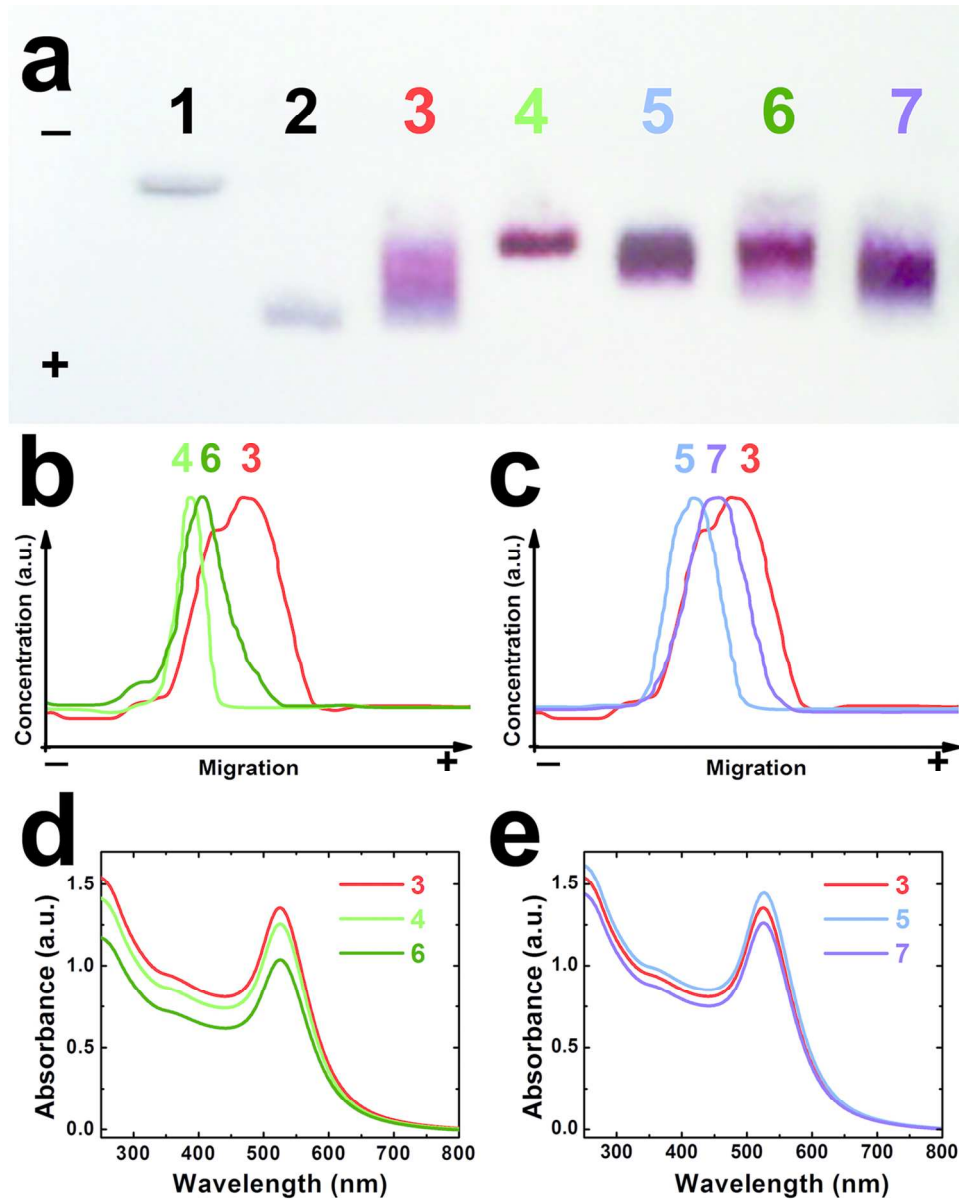 a
1 2 3 4 5 6 7
–
+
b
4 6 3
Concentration (a.u.)
– Migration +
c
5 7 3
Concentration (a.u.)
– Migration +
d
1.5
1.0
0.5
0.0
Absorbance (a.u.)
3
4
6
300 400 500 600 700 800
Wavelength (nm)
e
1.5
1.0
0.5
0.0
Absorbance (a.u.)
3
5
7
300 400 500 600 700 800
Wavelength (nm)